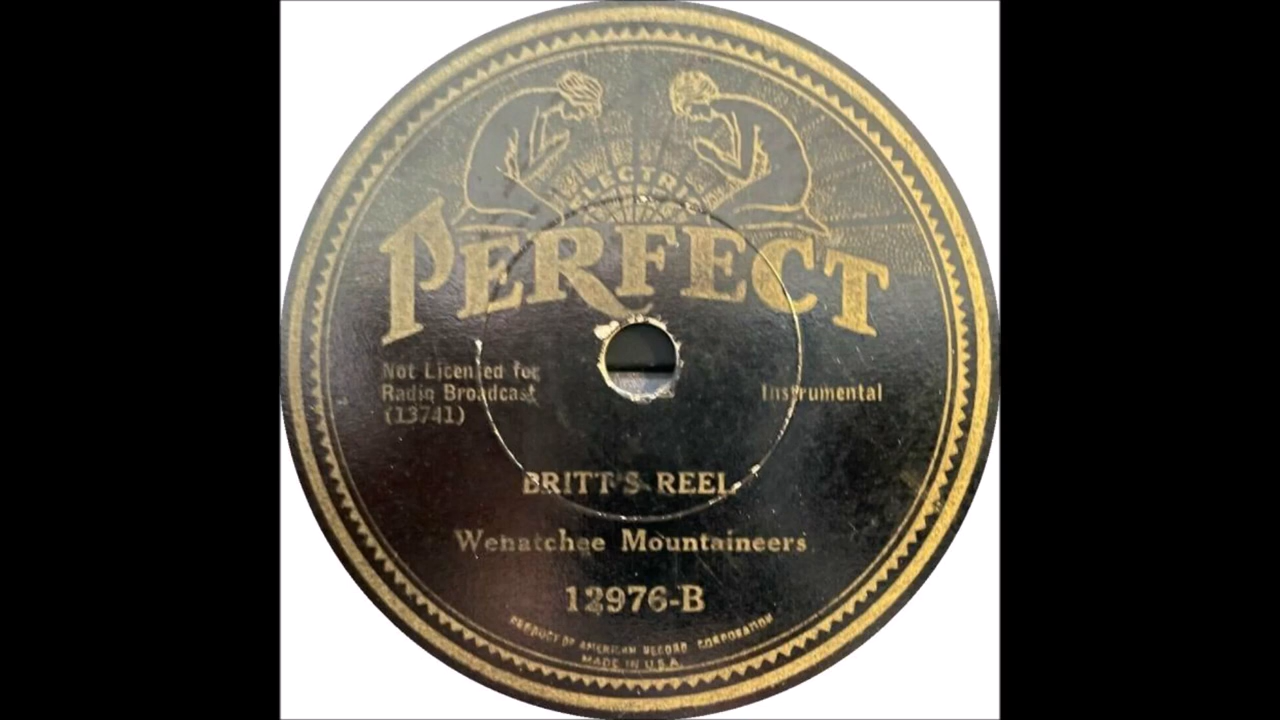 ELECTRIC
PERFECT
Not Licensed for
Radio Broadcast
(13741)
Instrumental
BRITT'S REEL
Wenatchee Mountaineers
12976-B
PRODUCT OF AMERICAN RECORD CORPORATION
MADE IN U.S.A.